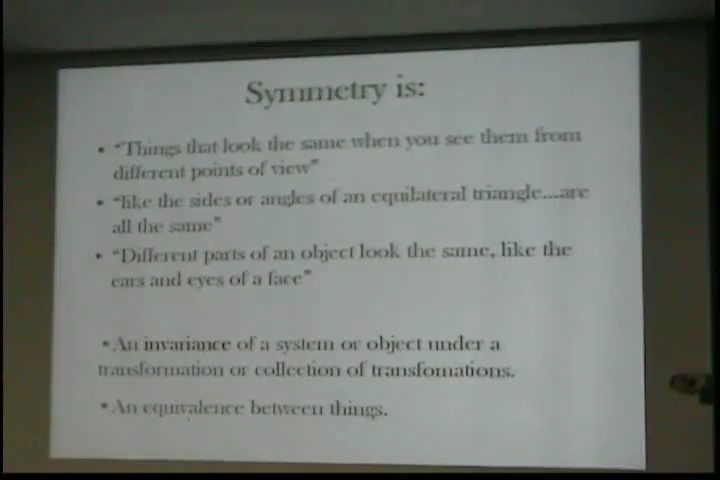 Symmetry is:
• "Things that look the same when you see them from
different points of view"
• "like the sides or angles of an equilateral triangle...are
all the same"
• "Different parts of an object look the same, like the
ears and eyes of a face"
•An invariance of a system or object under a
transformation or collection of transfomations.
•An equivalence between things.